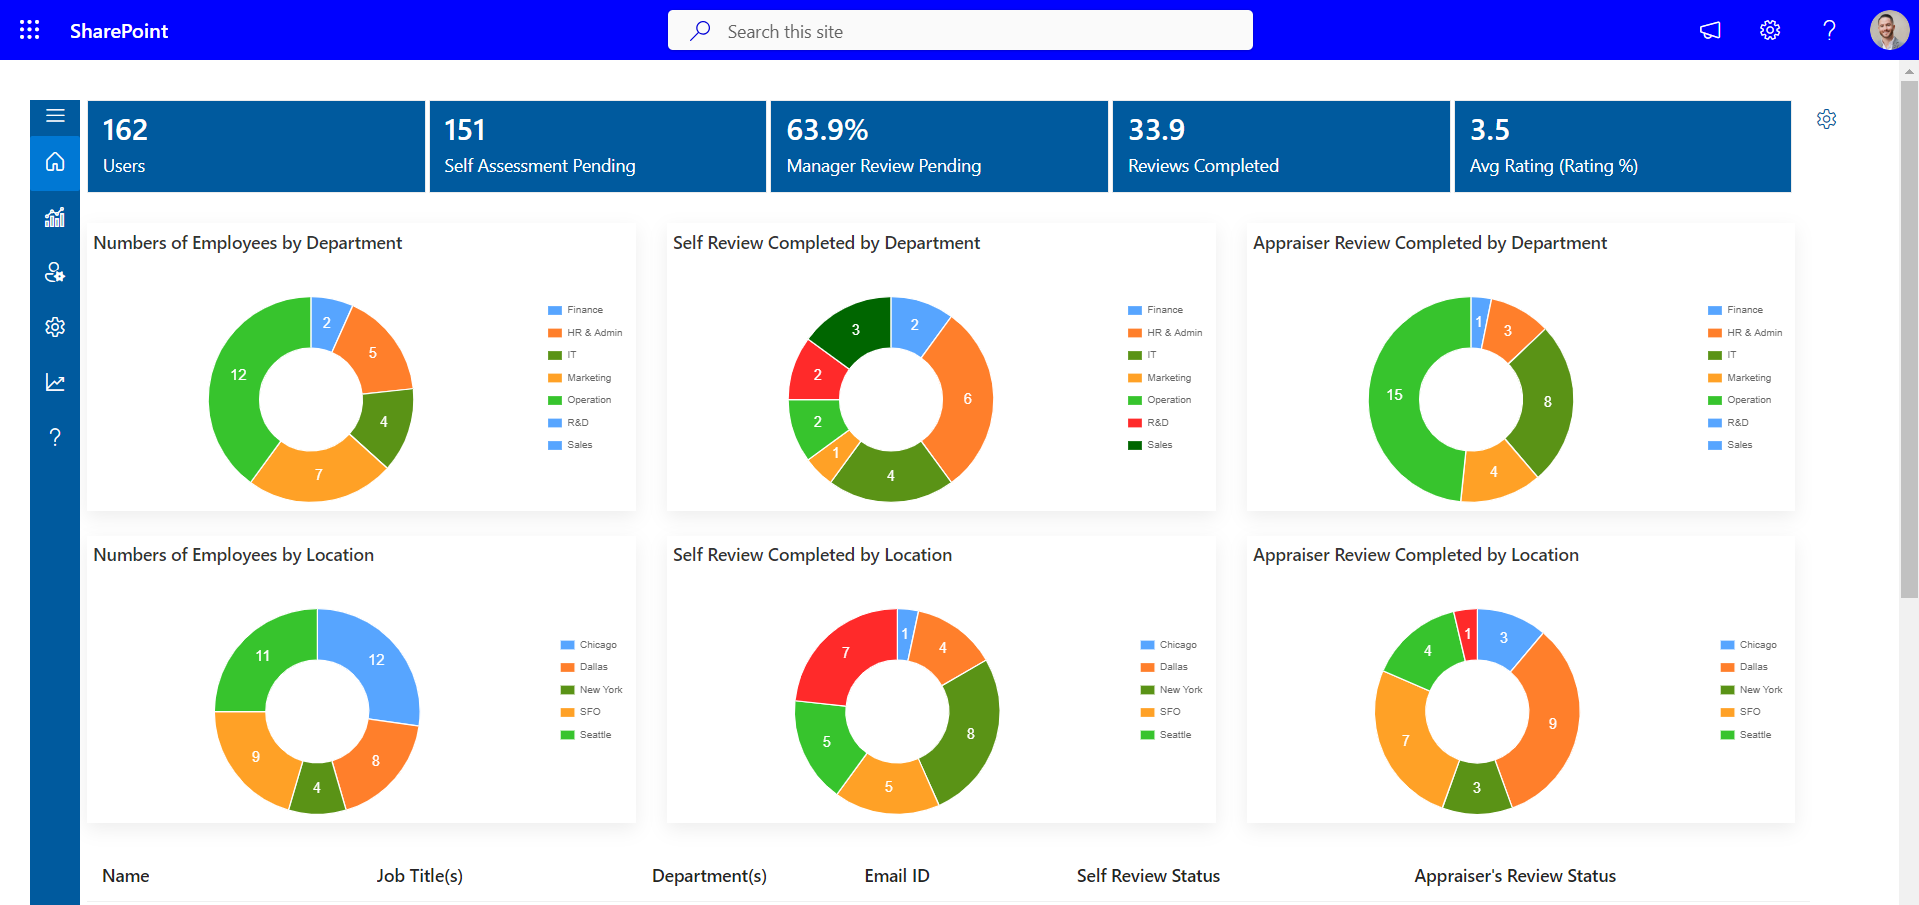 SharePoint
Search this site
?
162
Users
151
Self Assessment Pending
63.9%
Manager Review Pending
33.9
Reviews Completed
3.5
Avg Rating (Rating %)
?
Numbers of Employees by Department
2
5
4
7
12
Finance
HR & Admin
IT
Marketing
Operation
R&D
Sales
Self Review Completed by Department
2
6
4
1
2
2
3
Finance
HR & Admin
IT
Marketing
Operation
R&D
Sales
Appraiser Review Completed by Department
1
3
8
4
15
Finance
HR & Admin
IT
Marketing
Operation
R&D
Sales
Numbers of Employees by Location
12
8
4
9
11
Chicago
Dallas
New York
SFO
Seattle
Self Review Completed by Location
1
4
8
5
5
7
Chicago
Dallas
New York
SFO
Seattle
Appraiser Review Completed by Location
3
9
3
7
4
1
Chicago
Dallas
New York
SFO
Seattle
Name Job Title(s) Department(s) Email ID Self Review Status Appraiser's Review Status